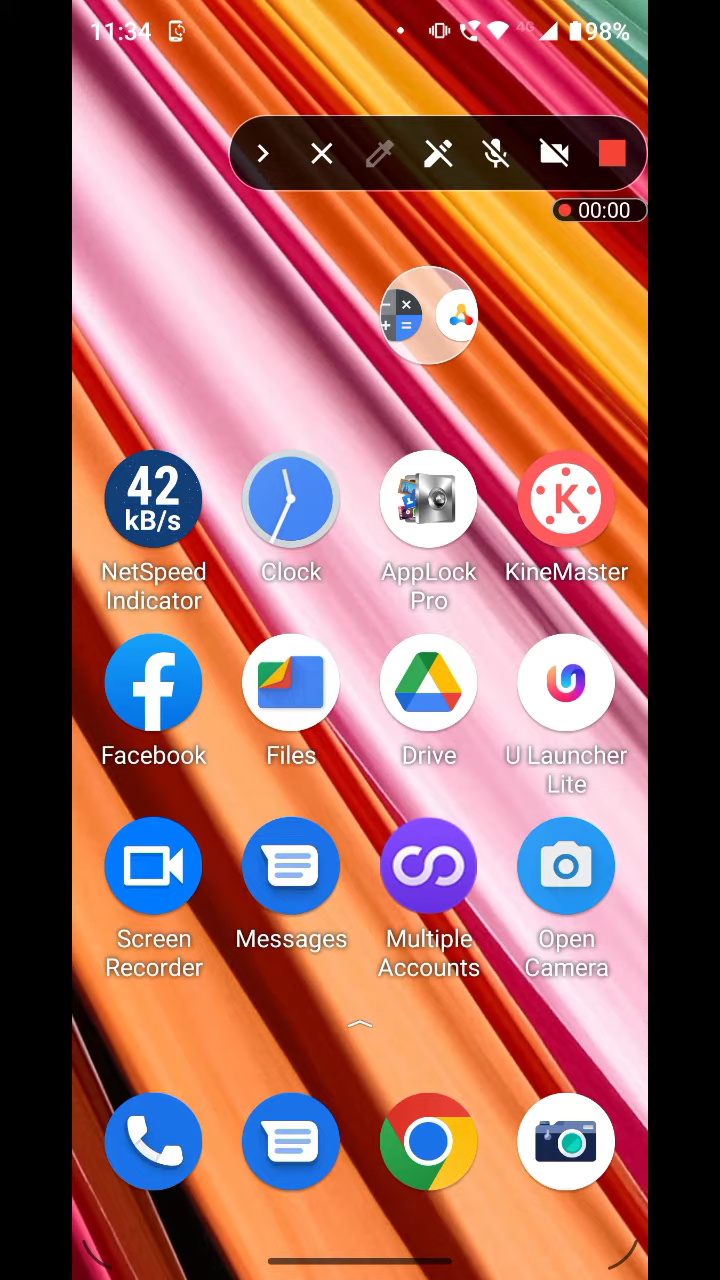 11:34 4G 98%
00:00
42
kB/s
NetSpeed Indicator
Clock
AppLock Pro
KineMaster
Facebook
Files
Drive
U Launcher Lite
Screen Recorder
Messages
Multiple Accounts
Open Camera